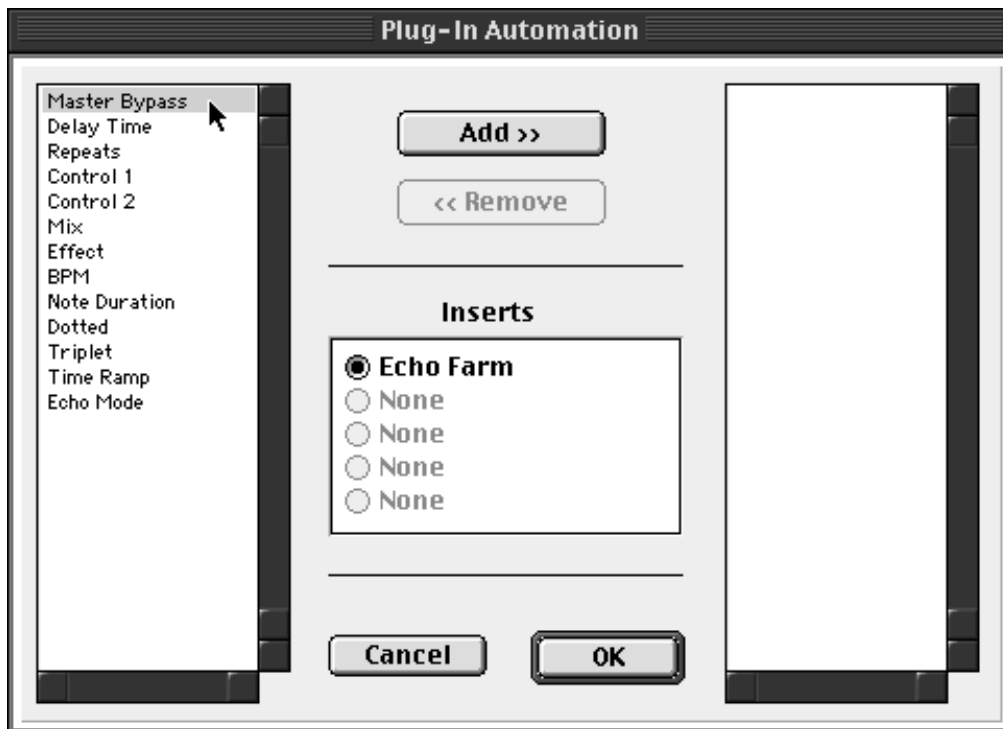 Plug-In Automation
Master Bypass
Delay Time
Repeats
Control 1
Control 2
Mix
Effect
BPM
Note Duration
Dotted
Triplet
Time Ramp
Echo Mode
Add >>
<< Remove
Inserts
Echo Farm
None
None
None
None
Cancel
OK